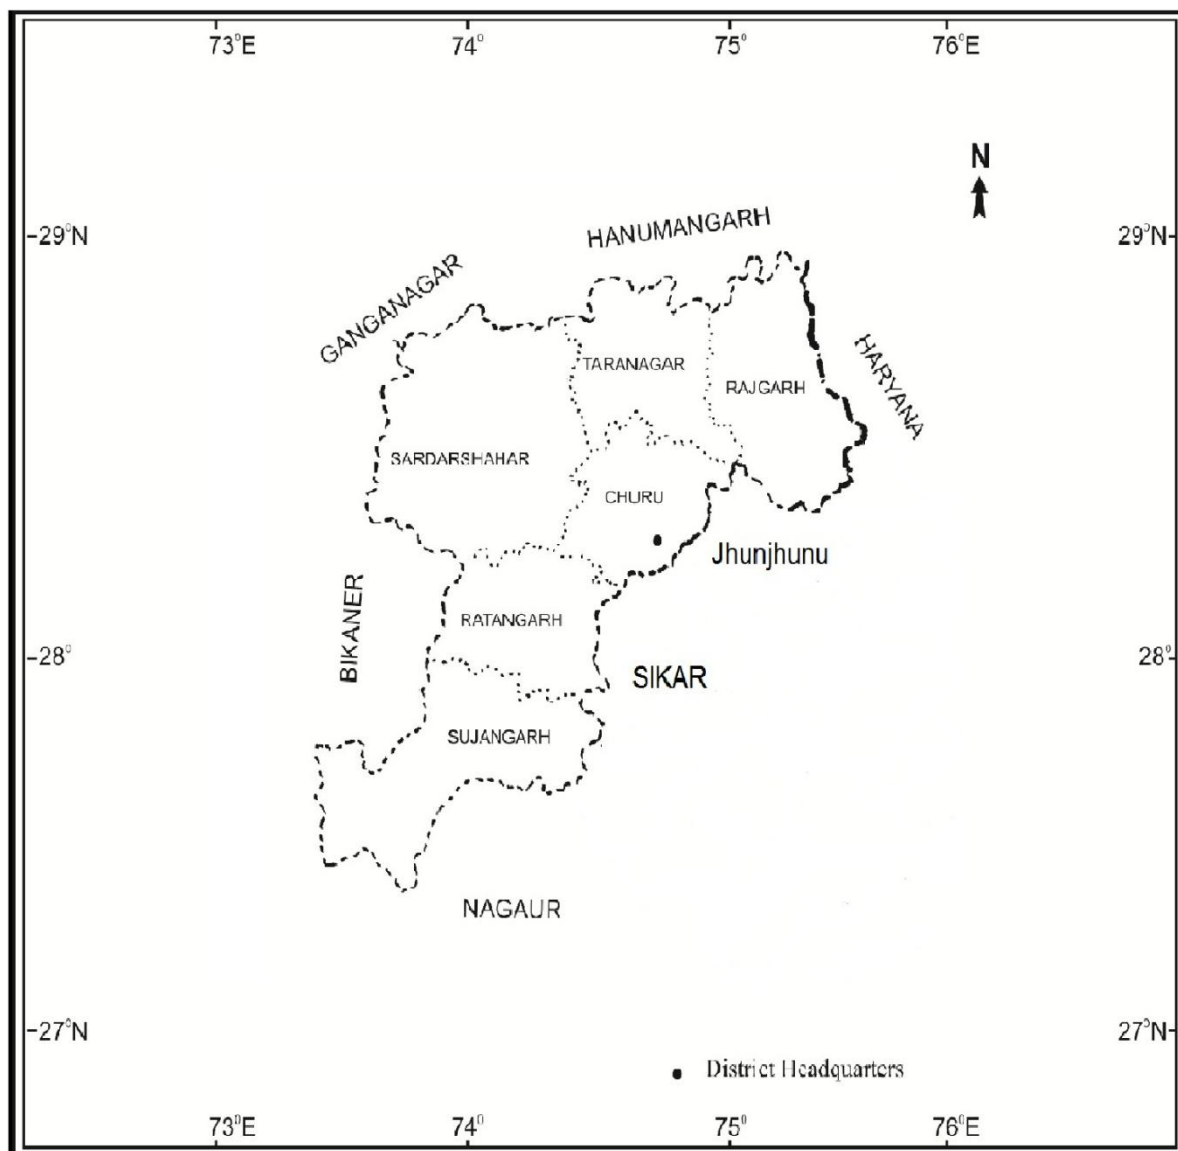 73°E 74° 75° 76°E
N
HANUMANGARH
29°N 29°N
GANGANAGAR
HARYANA
TARANAGAR
RAJGARH
SARDARSHAHAR
CHURU
Jhunjhunu
BIKANER
RATANGARH
28° 28°
SIKAR
SUJANGARH
NAGAUR
27°N 27°N
District Headquarters
73°E 74° 75° 76°E